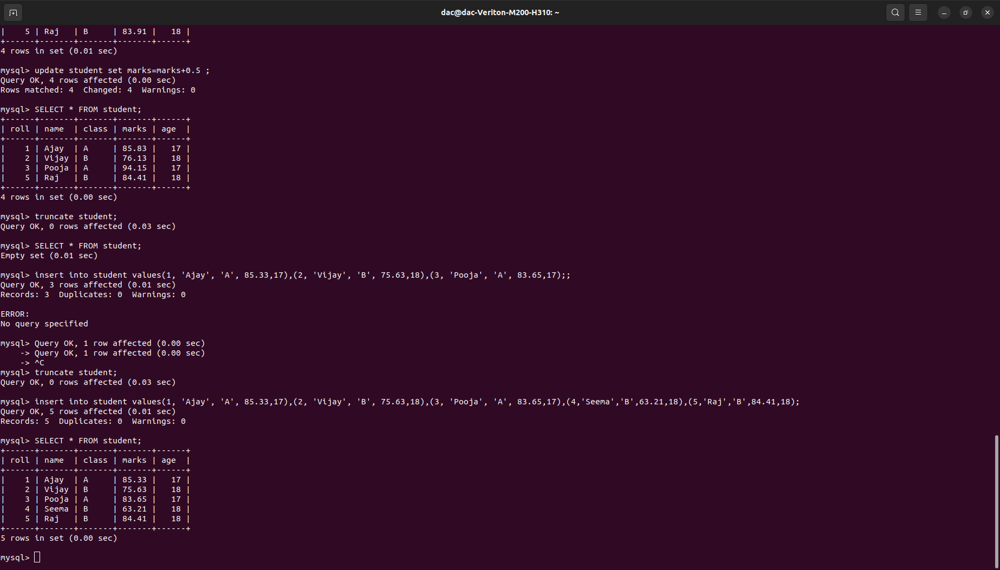 dac@dac-Veriton-M200-H310: ~
|    5 | Raj   | B     | 83.91 |   18 |
+------+-------+-------+-------+------+
4 rows in set (0.01 sec)

mysql> update student set marks=marks+0.5 ;
Query OK, 4 rows affected (0.00 sec)
Rows matched: 4  Changed: 4  Warnings: 0

mysql> SELECT * FROM student;
+------+-------+-------+-------+------+
| roll | name  | class | marks | age  |
+------+-------+-------+-------+------+
|    1 | Ajay  | A     | 85.83 |   17 |
|    2 | Vijay | B     | 76.13 |   18 |
|    3 | Pooja | A     | 94.15 |   17 |
|    5 | Raj   | B     | 84.41 |   18 |
+------+-------+-------+-------+------+
4 rows in set (0.00 sec)

mysql> truncate student;
Query OK, 0 rows affected (0.03 sec)

mysql> SELECT * FROM student;
Empty set (0.01 sec)

mysql> insert into student values(1, 'Ajay', 'A', 85.33,17),(2, 'Vijay', 'B', 75.63,18),(3, 'Pooja', 'A', 83.65,17);;
Query OK, 3 rows affected (0.01 sec)
Records: 3  Duplicates: 0  Warnings: 0

ERROR:
No query specified

mysql> Query OK, 1 row affected (0.00 sec)
    -> Query OK, 1 row affected (0.00 sec)
    -> ^C
mysql> truncate student;
Query OK, 0 rows affected (0.03 sec)

mysql> insert into student values(1, 'Ajay', 'A', 85.33,17),(2, 'Vijay', 'B', 75.63,18),(3, 'Pooja', 'A', 83.65,17),(4,'Seema','B',63.21,18),(5,'Raj','B',84.41,18);
Query OK, 5 rows affected (0.01 sec)
Records: 5  Duplicates: 0  Warnings: 0

mysql> SELECT * FROM student;
+------+-------+-------+-------+------+
| roll | name  | class | marks | age  |
+------+-------+-------+-------+------+
|    1 | Ajay  | A     | 85.33 |   17 |
|    2 | Vijay | B     | 75.63 |   18 |
|    3 | Pooja | A     | 83.65 |   17 |
|    4 | Seema | B     | 63.21 |   18 |
|    5 | Raj   | B     | 84.41 |   18 |
+------+-------+-------+-------+------+
5 rows in set (0.00 sec)

mysql>